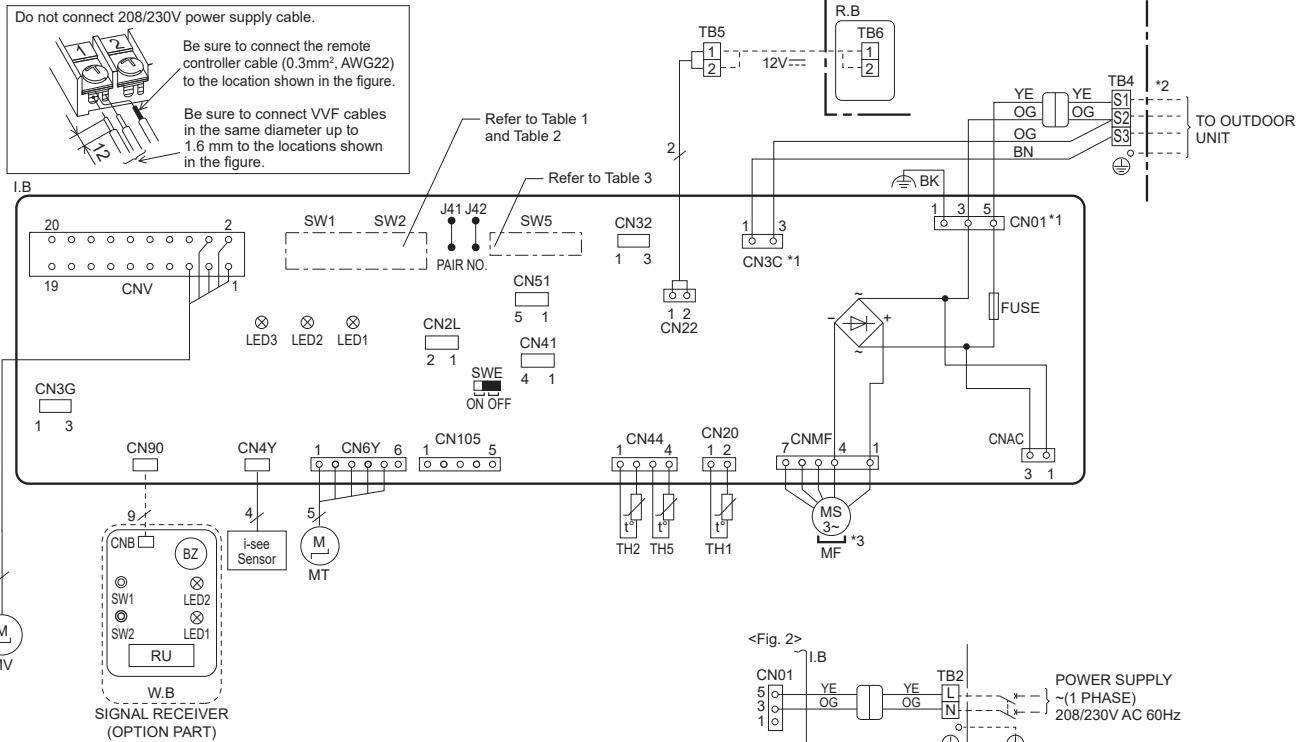 Do not connect 208/230V power supply cable.
1 2
Be sure to connect the remote
controller cable (0.3mm², AWG22)
to the location shown in the figure.
Be sure to connect VVF cables
in the same diameter up to
1.6 mm to the locations shown
in the figure.
12
R.B
TB5
1
2
12V
TB6
1
2
TB4
*2
YE YE S1
OG OG S2
OG S3
BN
TO OUTDOOR
UNIT
Refer to Table 1
and Table 2
Refer to Table 3
2
BK
I.B
20 2
19 1
CNV
SW1 SW2
J41 J42
PAIR NO.
SW5
CN32
1 3
1 3
CN3C *1
1 3 5
CN01 *1
CN51
5 1
1 2
CN22
FUSE
LED3 LED2 LED1
CN2L
2 1
CN41
4 1
SWE
ON OFF
~
− +
~
CN3G
1 3
CN90
CN4Y
1 CN6Y 6
CN105
1 5
CN44
1 4
CN20
1 2
CNMF
7 4 1
CNAC
3 1
9
4
5
CNB
BZ
SW1
LED2
SW2
LED1
RU
W.B
SIGNAL RECEIVER
(OPTION PART)
i-see
Sensor
M
MT
t° t°
TH2 TH5
t°
TH1
MS
3~
MF
*3
<Fig. 2>
I.B
CN01
5
3
1
YE YE
OG OG
TB2
L
N
POWER SUPPLY
~(1 PHASE)
208/230V AC 60Hz